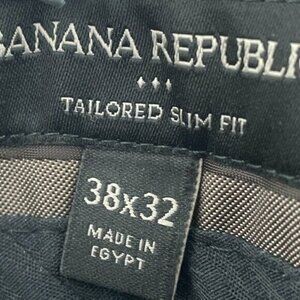 BANANA REPUBLIC
TAILORED SLIM FIT
38x32
MADE IN
EGYPT